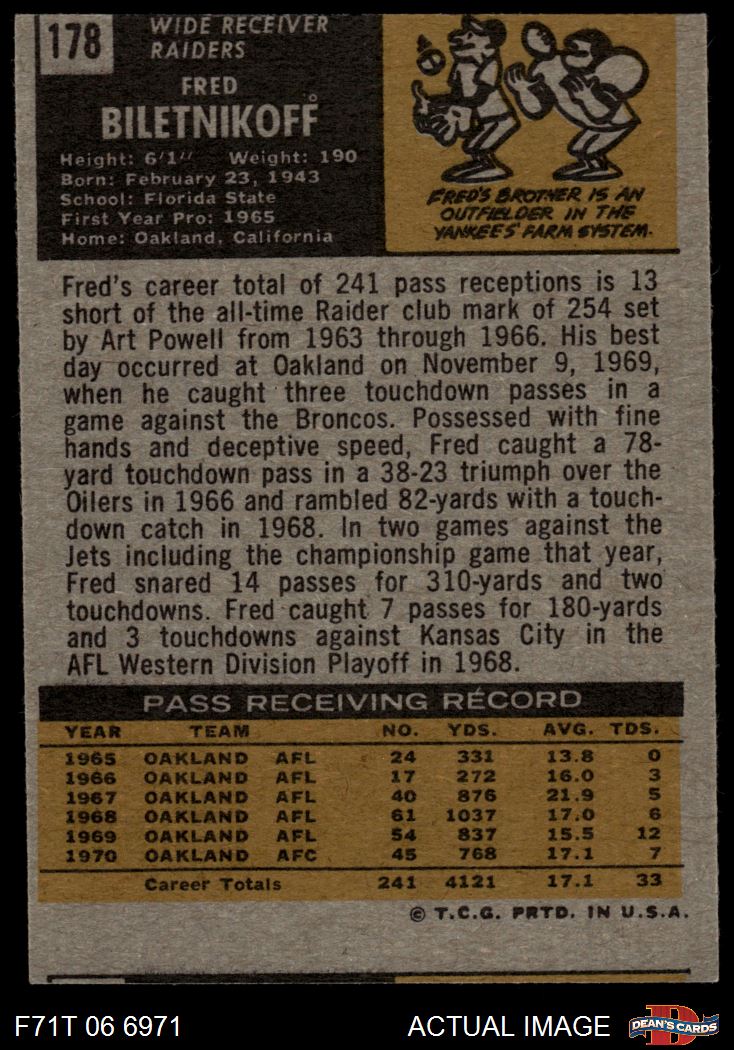 178
WIDE RECEIVER
RAIDERS
FRED
BILETNIKOFF
Height: 6'1" Weight: 190
Born: February 23, 1943
School: Florida State
First Year Pro: 1965
Home: Oakland, California
FRED'S BROTHER IS AN
OUTFIELDER IN THE
YANKEES' FARM SYSTEM.
Fred's career total of 241 pass receptions is 13
short of the all-time Raider club mark of 254 set
by Art Powell from 1963 through 1966. His best
day occurred at Oakland on November 9, 1969,
when he caught three touchdown passes in a
game against the Broncos. Possessed with fine
hands and deceptive speed, Fred caught a 78-
yard touchdown pass in a 38-23 triumph over the
Oilers in 1966 and rambled 82-yards with a touch-
down catch in 1968. In two games against the
Jets including the championship game that year,
Fred snared 14 passes for 310-yards and two
touchdowns. Fred caught 7 passes for 180-yards
and 3 touchdowns against Kansas City in the
AFL Western Division Playoff in 1968.
PASS RECEIVING RECORD
YEAR TEAM NO. YDS. AVG. TDS.
1965 OAKLAND AFL 24 331 13.8 0
1966 OAKLAND AFL 17 272 16.0 3
1967 OAKLAND AFL 40 876 21.9 5
1968 OAKLAND AFL 61 1037 17.0 6
1969 OAKLAND AFL 54 837 15.5 12
1970 OAKLAND AFC 45 768 17.1 7
Career Totals 241 4121 17.1 33
© T.C.G. PRTD. IN U.S.A.
F71T 06 6971 ACTUAL IMAGE
DEAN'S CARDS